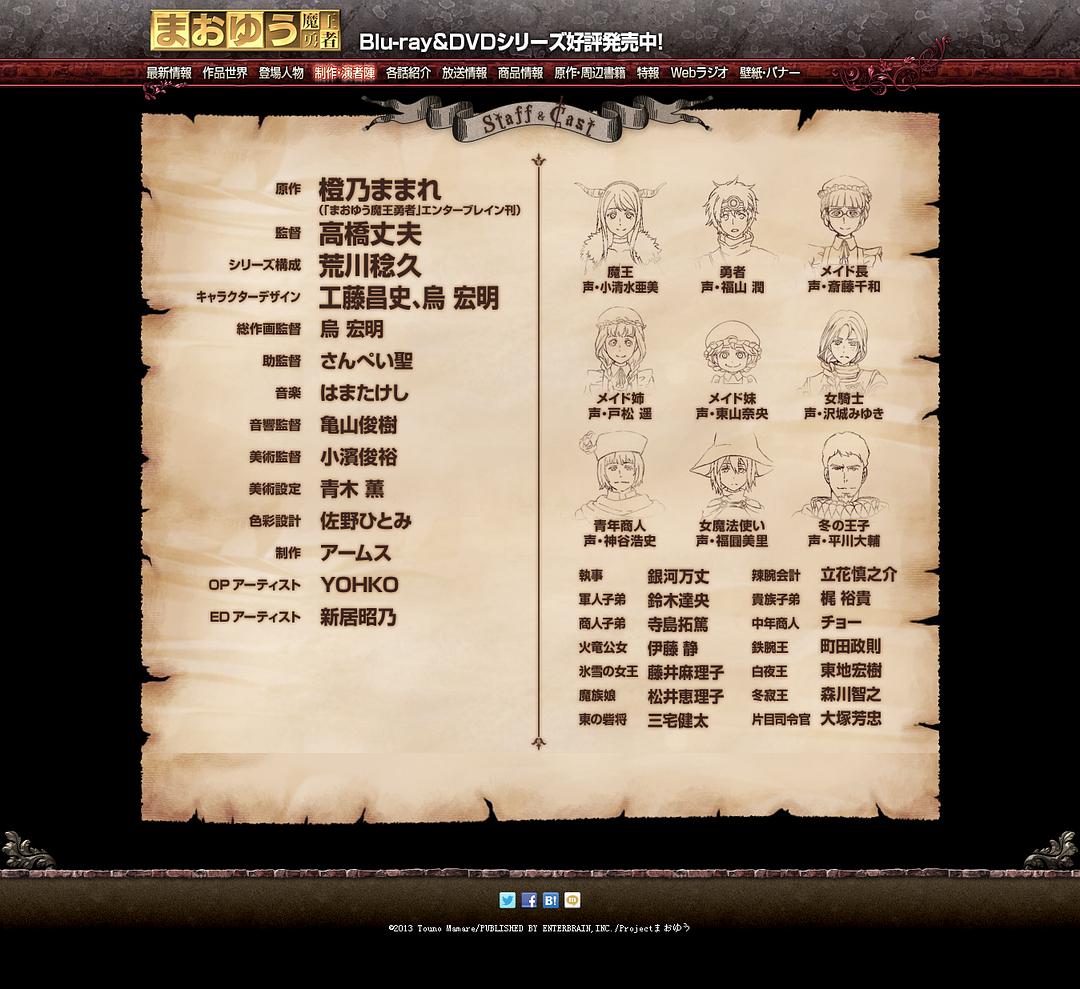 まおゆう魔王勇者
Blu-ray&DVDシリーズ好評発売中!
最新情報 作品世界 登場人物 制作・演者陣 各話紹介 放送情報 商品情報 原作・周辺書籍 特報 Webラジオ 壁紙・バナー
Staff & Cast
原作 橙乃ままれ
(「まおゆう魔王勇者」エンターブレイン刊)
監督 高橋丈夫
シリーズ構成 荒川稔久
キャラクターデザイン 工藤昌史、烏 宏明
総作画監督 烏 宏明
助監督 さんぺい聖
音楽 はまたけし
音響監督 亀山俊樹
美術監督 小濱俊裕
美術設定 青木 薫
色彩設計 佐野ひとみ
制作 アームス
OP アーティスト YOHKO
ED アーティスト 新居昭乃
魔王 勇者 メイド長
声・小清水亜美 声・福山 潤 声・斎藤千和
メイド姉 メイド妹 女騎士
声・戸松 遥 声・東山奈央 声・沢城みゆき
青年商人 女魔法使い 冬の王子
声・神谷浩史 声・福圓美里 声・平川大輔
執事 銀河万丈 辣腕会計 立花慎之介
軍人子弟 鈴木達央 貴族子弟 梶 裕貴
商人子弟 寺島拓篤 中年商人 チョー
火竜公女 伊藤 静 鉄腕王 町田政則
氷雪の女王 藤井麻理子 白夜王 東地宏樹
魔族娘 松井恵理子 冬寂王 森川智之
東の砦将 三宅健太 片目司令官 大塚芳忠
B!
©2013 Touno Mamare/PUBLISHED BY ENTERBRAIN,INC./Projectまおゆう